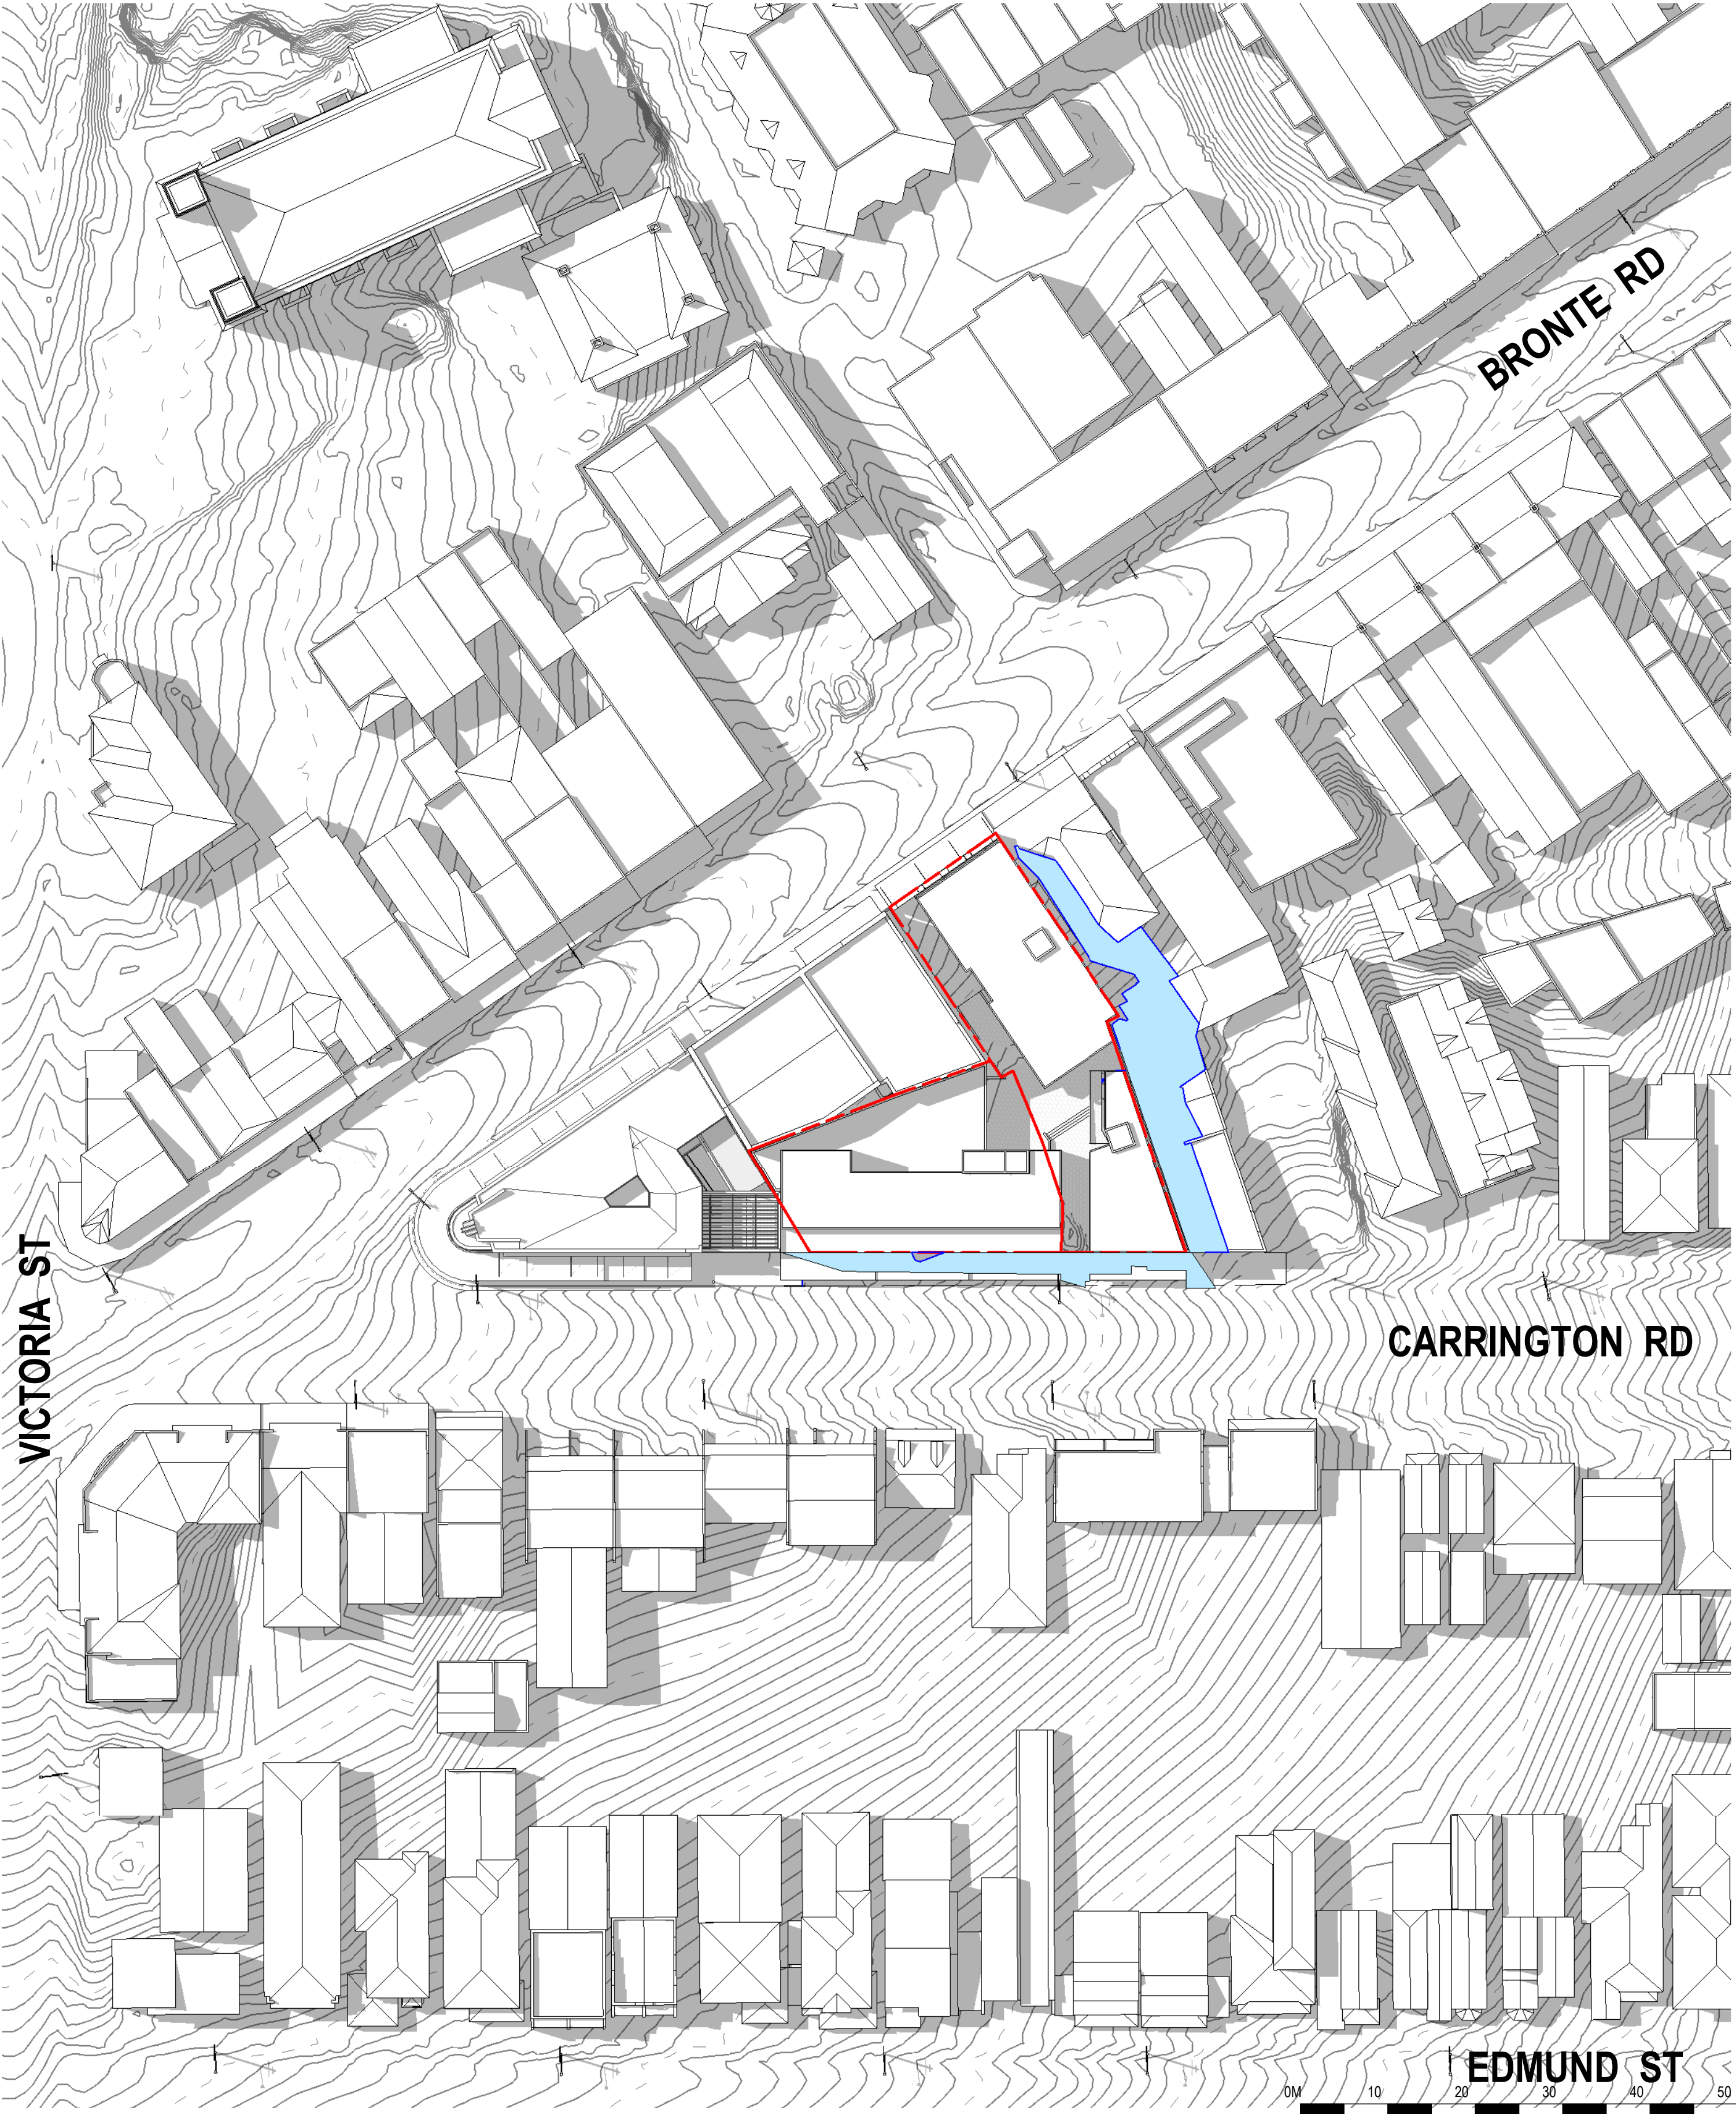 BRONTE RD
VICTORIA ST
CARRINGTON RD
EDMUND ST
0M 10 20 30 40 50